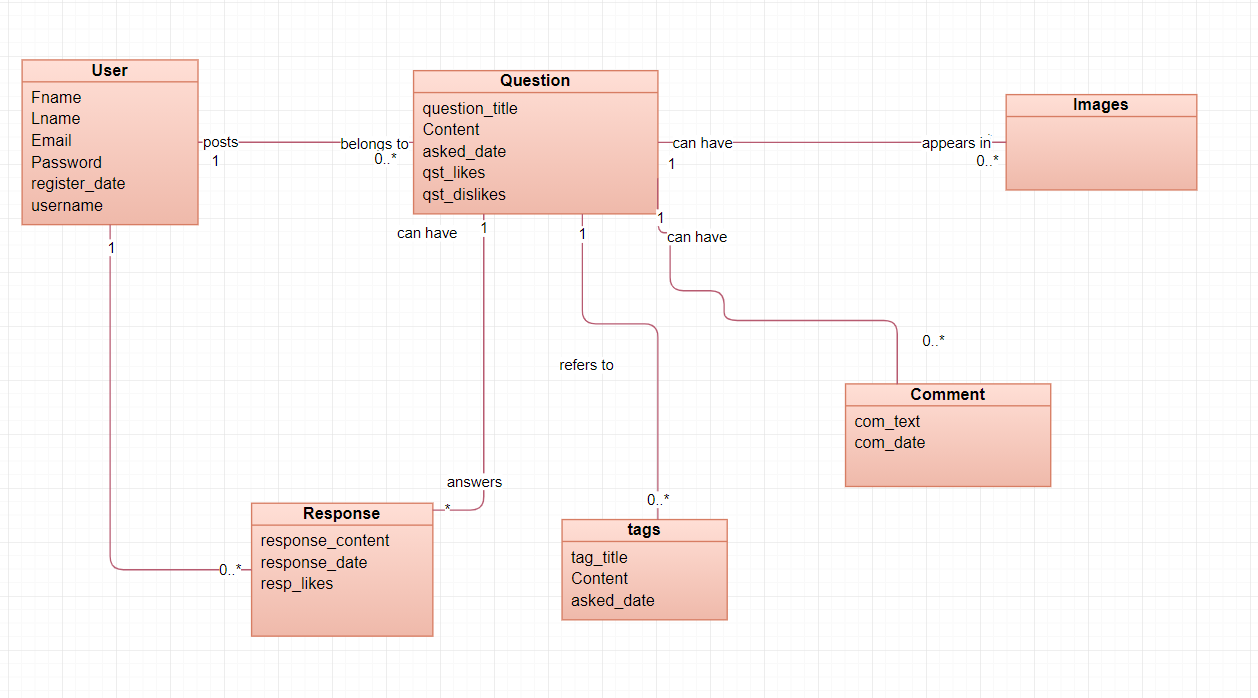 User
Fname
Lname
Email
Password
register_date
username
posts
1
belongs to
0..*
Question
question_title
Content
asked_date
qst_likes
qst_dislikes
can have
1
appears in
0..*
Images
1
can have
1
1
1
can have
refers to
0..*
Comment
com_text
com_date
answers
*
0..*
Response
response_content
response_date
resp_likes
0..*
tags
tag_title
Content
asked_date